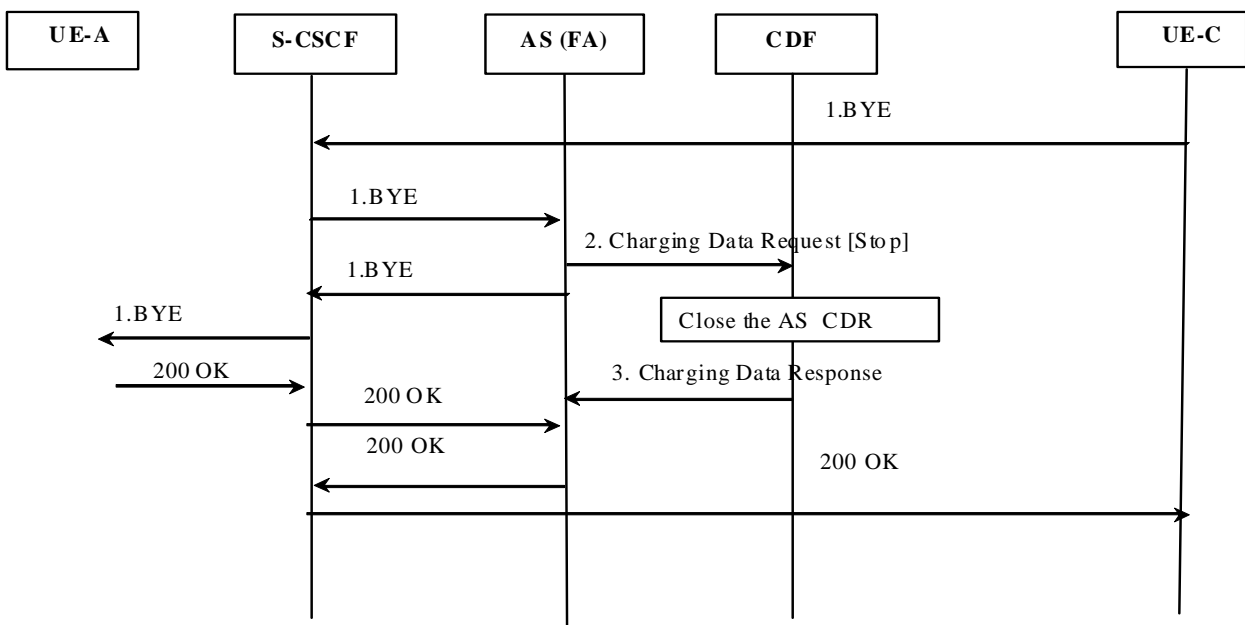 UE-A
S-CSCF
AS (FA)
CDF
UE-C
1.BYE
1.BYE
2. Charging Data Request [Stop]
1.BYE
1.BYE
Close the AS CDR
200 OK
3. Charging Data Response
200 OK
200 OK
200 OK